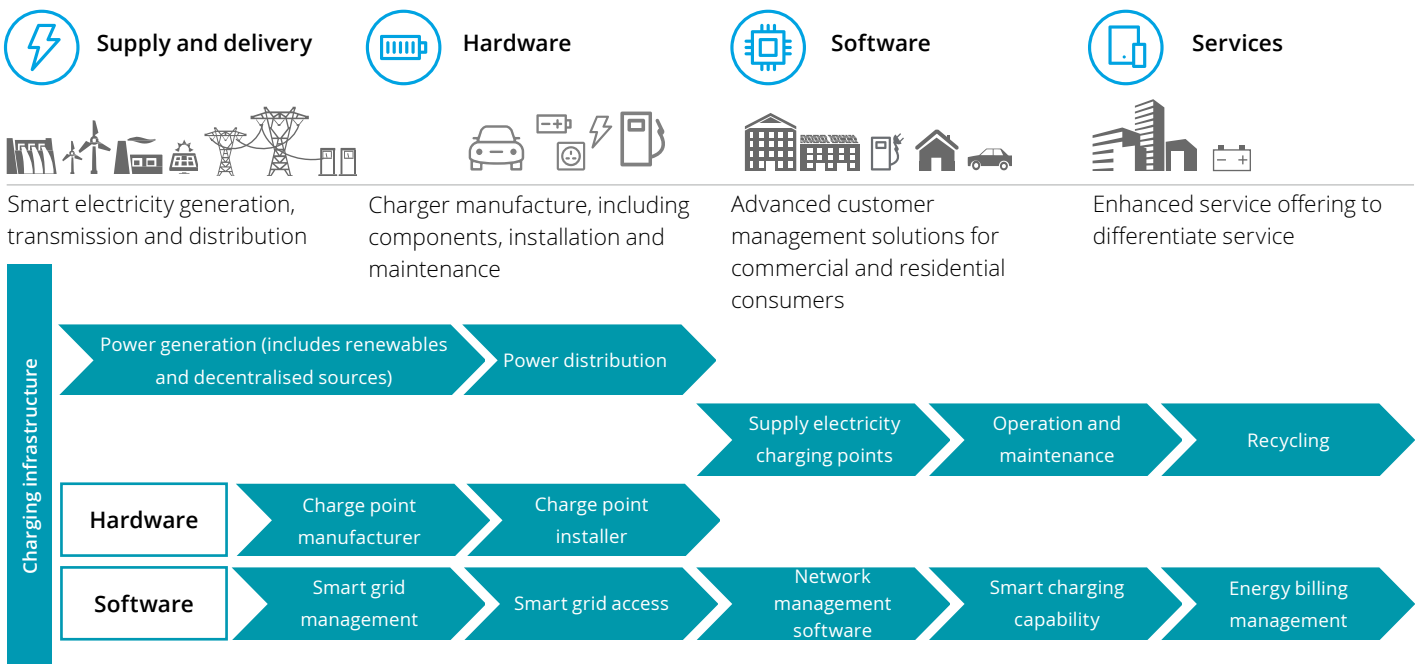 Supply and delivery
Hardware
Software
Services
Smart electricity generation,
transmission and distribution
Charger manufacture, including
components, installation and
maintenance
Advanced customer
management solutions for
commercial and residential
consumers
Enhanced service offering to
differentiate service
Charging infrastructure
Power generation (includes renewables
and decentralised sources)
Power distribution
Supply electricity
charging points
Operation and
maintenance
Recycling
Hardware
Charge point
manufacturer
Charge point
installer
Software
Smart grid
management
Smart grid access
Network
management
software
Smart charging
capability
Energy billing
management